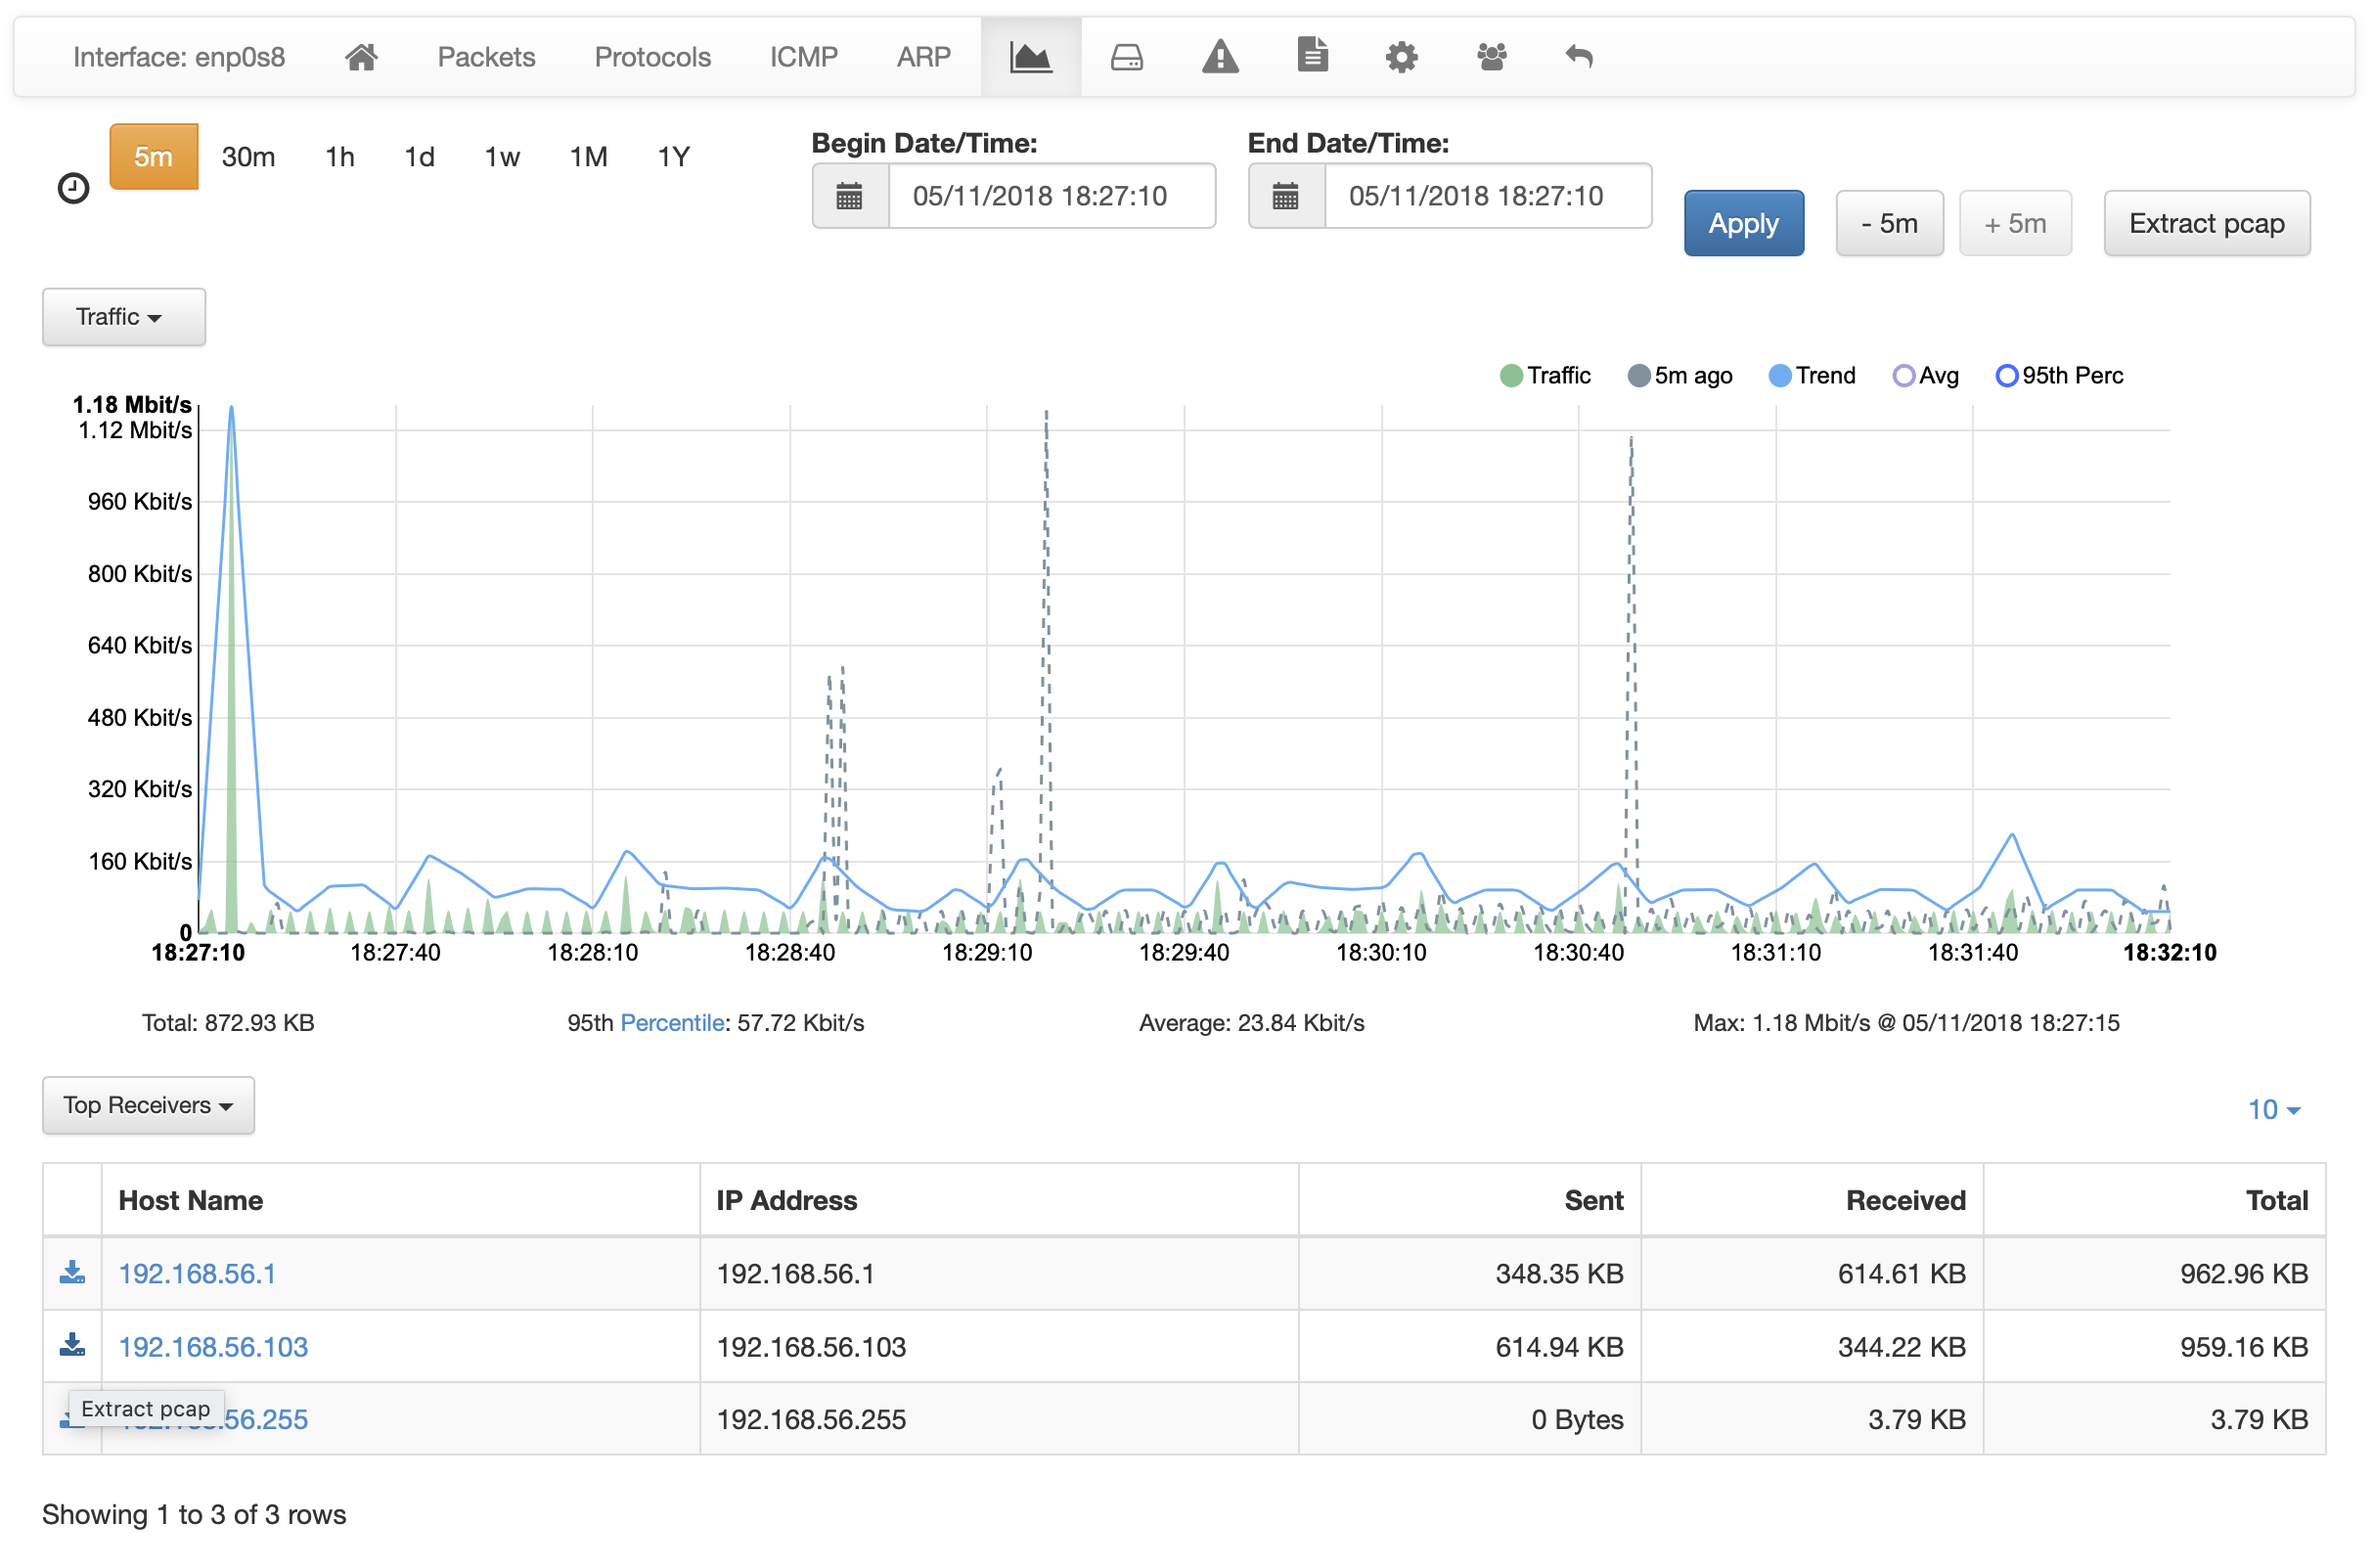 Interface: enp0s8 Packets Protocols ICMP ARP
5m 30m 1h 1d 1w 1M 1Y
Begin Date/Time: End Date/Time:
05/11/2018 18:27:10 05/11/2018 18:27:10
Apply - 5m + 5m Extract pcap
Traffic
Traffic 5m ago Trend Avg 95th Perc
1.18 Mbit/s
1.12 Mbit/s
960 Kbit/s
800 Kbit/s
640 Kbit/s
480 Kbit/s
320 Kbit/s
160 Kbit/s
0
18:27:10 18:27:40 18:28:10 18:28:40 18:29:10 18:29:40 18:30:10 18:30:40 18:31:10 18:31:40 18:32:10
Total: 872.93 KB 95th Percentile: 57.72 Kbit/s Average: 23.84 Kbit/s Max: 1.18 Mbit/s @ 05/11/2018 18:27:15
Top Receivers 10
Host Name IP Address Sent Received Total
192.168.56.1 192.168.56.1 348.35 KB 614.61 KB 962.96 KB
192.168.56.103 192.168.56.103 614.94 KB 344.22 KB 959.16 KB
Extract pcap
56.255 192.168.56.255 0 Bytes 3.79 KB 3.79 KB
Showing 1 to 3 of 3 rows